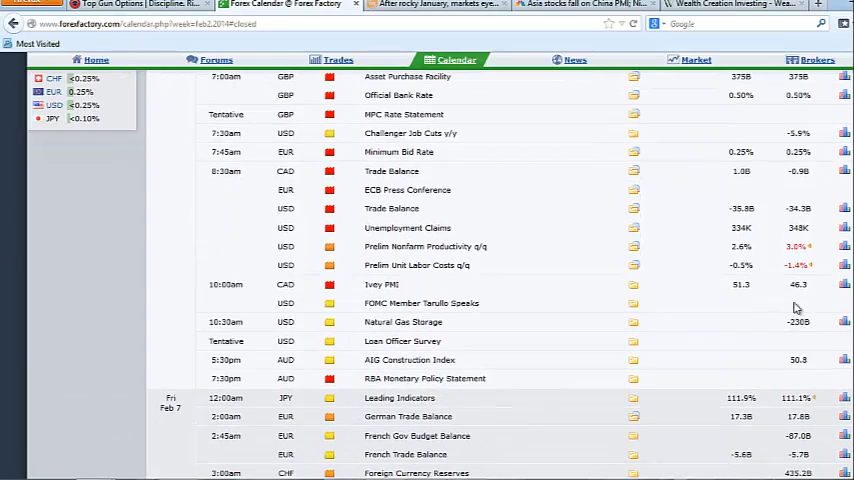 Firefox
Top Gun Options | Discipline. Ri...
Forex Calendar @ Forex Factory
After rocky January, markets eye...
Asia stocks fall on China PMI; Ni...
Wealth Creation Investing - We...
www.forexfactory.com/calendar.php?week=feb2.2014#closed
Google
Most Visited
Home Forums Trades Calendar News Market Brokers
CHF <0.25%
EUR 0.25%
USD <0.25%
JPY <0.10%
7:00am GBP Asset Purchase Facility 375B 375B
GBP Official Bank Rate 0.50% 0.50%
Tentative GBP MPC Rate Statement
7:30am USD Challenger Job Cuts y/y -5.9%
7:45am EUR Minimum Bid Rate 0.25% 0.25%
8:30am CAD Trade Balance 1.0B -0.9B
EUR ECB Press Conference
USD Trade Balance -35.8B -34.3B
USD Unemployment Claims 334K 348K
USD Prelim Nonfarm Productivity q/q 2.6% 3.0%
USD Prelim Unit Labor Costs q/q -0.5% -1.4%
10:00am CAD Ivey PMI 51.3 46.3
USD FOMC Member Tarullo Speaks
10:30am USD Natural Gas Storage -230B
Tentative USD Loan Officer Survey
5:30pm AUD AIG Construction Index 50.8
7:30pm AUD RBA Monetary Policy Statement
Fri
Feb 7
12:00am JPY Leading Indicators 111.9% 111.1%
2:00am EUR German Trade Balance 17.3B 17.8B
2:45am EUR French Gov Budget Balance -87.0B
EUR French Trade Balance -5.6B -5.7B
3:00am CHF Foreign Currency Reserves 435.2B